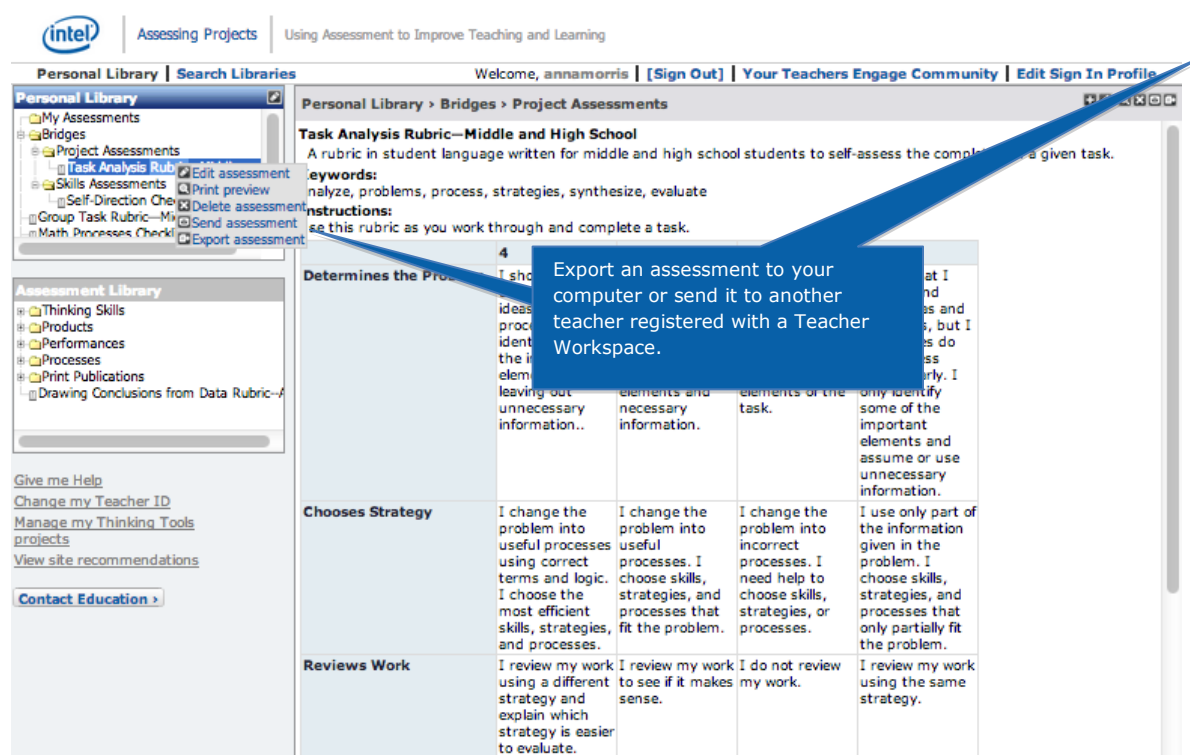 intel
Assessing Projects
Using Assessment to Improve Teaching and Learning
Personal Library | Search Libraries
Welcome, annamorris | [Sign Out] | Your Teachers Engage Community | Edit Sign In Profile
Personal Library
My Assessments
Bridges
Project Assessments
Task Analysis Rub
Skills Assessments
Self-Direction Che
Group Task Rubric—Mi
Math Processes Checkl
Edit assessment
Print preview
Delete assessment
Send assessment
Export assessment
Assessment Library
Thinking Skills
Products
Performances
Processes
Print Publications
Drawing Conclusions from Data Rubric--A
Give me Help
Change my Teacher ID
Manage my Thinking Tools
projects
View site recommendations
Contact Education ›
Personal Library › Bridges › Project Assessments
Task Analysis Rubric—Middle and High School
A rubric in student language written for middle and high school students to self-assess the comple a given task.
eywords:
nalyze, problems, process, strategies, synthesize, evaluate
nstructions:
se this rubric as you work through and complete a task.
4
Export an assessment to your
computer or send it to another
teacher registered with a Teacher
Workspace.
Determines the Pro
I sho
ideas
proc
ident
the i
elem
leaving out
unnecessary
information..
elements and
necessary
information.
elements of the
task.
at I
nd
as and
s, but I
es do
ss
rly. I
only identify
some of the
important
elements and
assume or use
unnecessary
information.
Chooses Strategy
I change the
problem into
useful processes
using correct
terms and logic.
I choose the
most efficient
skills, strategies,
and processes.
I change the
problem into
useful
processes. I
choose skills,
strategies, and
processes that
fit the problem.
I change the
problem into
incorrect
processes. I
need help to
choose skills,
strategies, or
processes.
I use only part of
the information
given in the
problem. I
choose skills,
strategies, and
processes that
only partially fit
the problem.
Reviews Work
I review my work
using a different
strategy and
explain which
strategy is easier
to evaluate.
I review my work
to see if it makes
sense.
I do not review
my work.
I review my work
using the same
strategy.